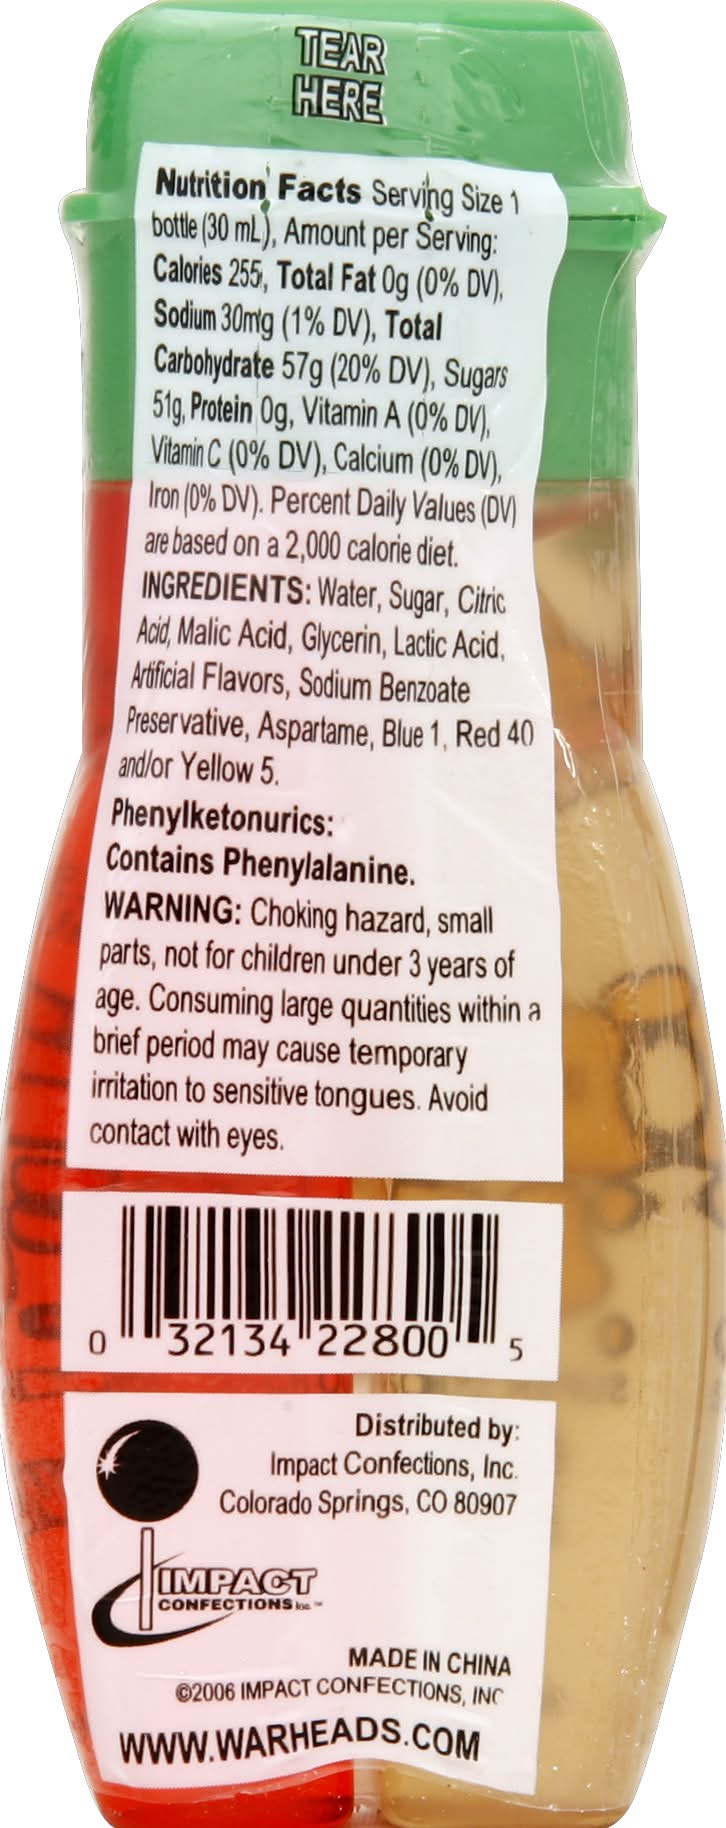 TEAR
HERE
Nutrition Facts Serving Size 1
bottle (30 mL), Amount per Serving:
Calories 255, Total Fat 0g (0% DV),
Sodium 30mg (1% DV), Total
Carbohydrate 57g (20% DV), Sugars
51g, Protein 0g, Vitamin A (0% DV),
Vitamin C (0% DV), Calcium (0% DV),
Iron (0% DV). Percent Daily Values (DV)
are based on a 2,000 calorie diet.
INGREDIENTS: Water, Sugar, Citric
Acid, Malic Acid, Glycerin, Lactic Acid,
Artificial Flavors, Sodium Benzoate
Preservative, Aspartame, Blue 1, Red 40
and/or Yellow 5.
Phenylketonurics:
Contains Phenylalanine.
WARNING: Choking hazard, small
parts, not for children under 3 years of
age. Consuming large quantities within a
brief period may cause temporary
irritation to sensitive tongues. Avoid
contact with eyes.
0 32134 22800 5
Distributed by:
Impact Confections, Inc.
Colorado Springs, CO 80907
IMPACT
CONFECTIONS Inc.™
MADE IN CHINA
©2006 IMPACT CONFECTIONS, INC
WWW.WARHEADS.COM